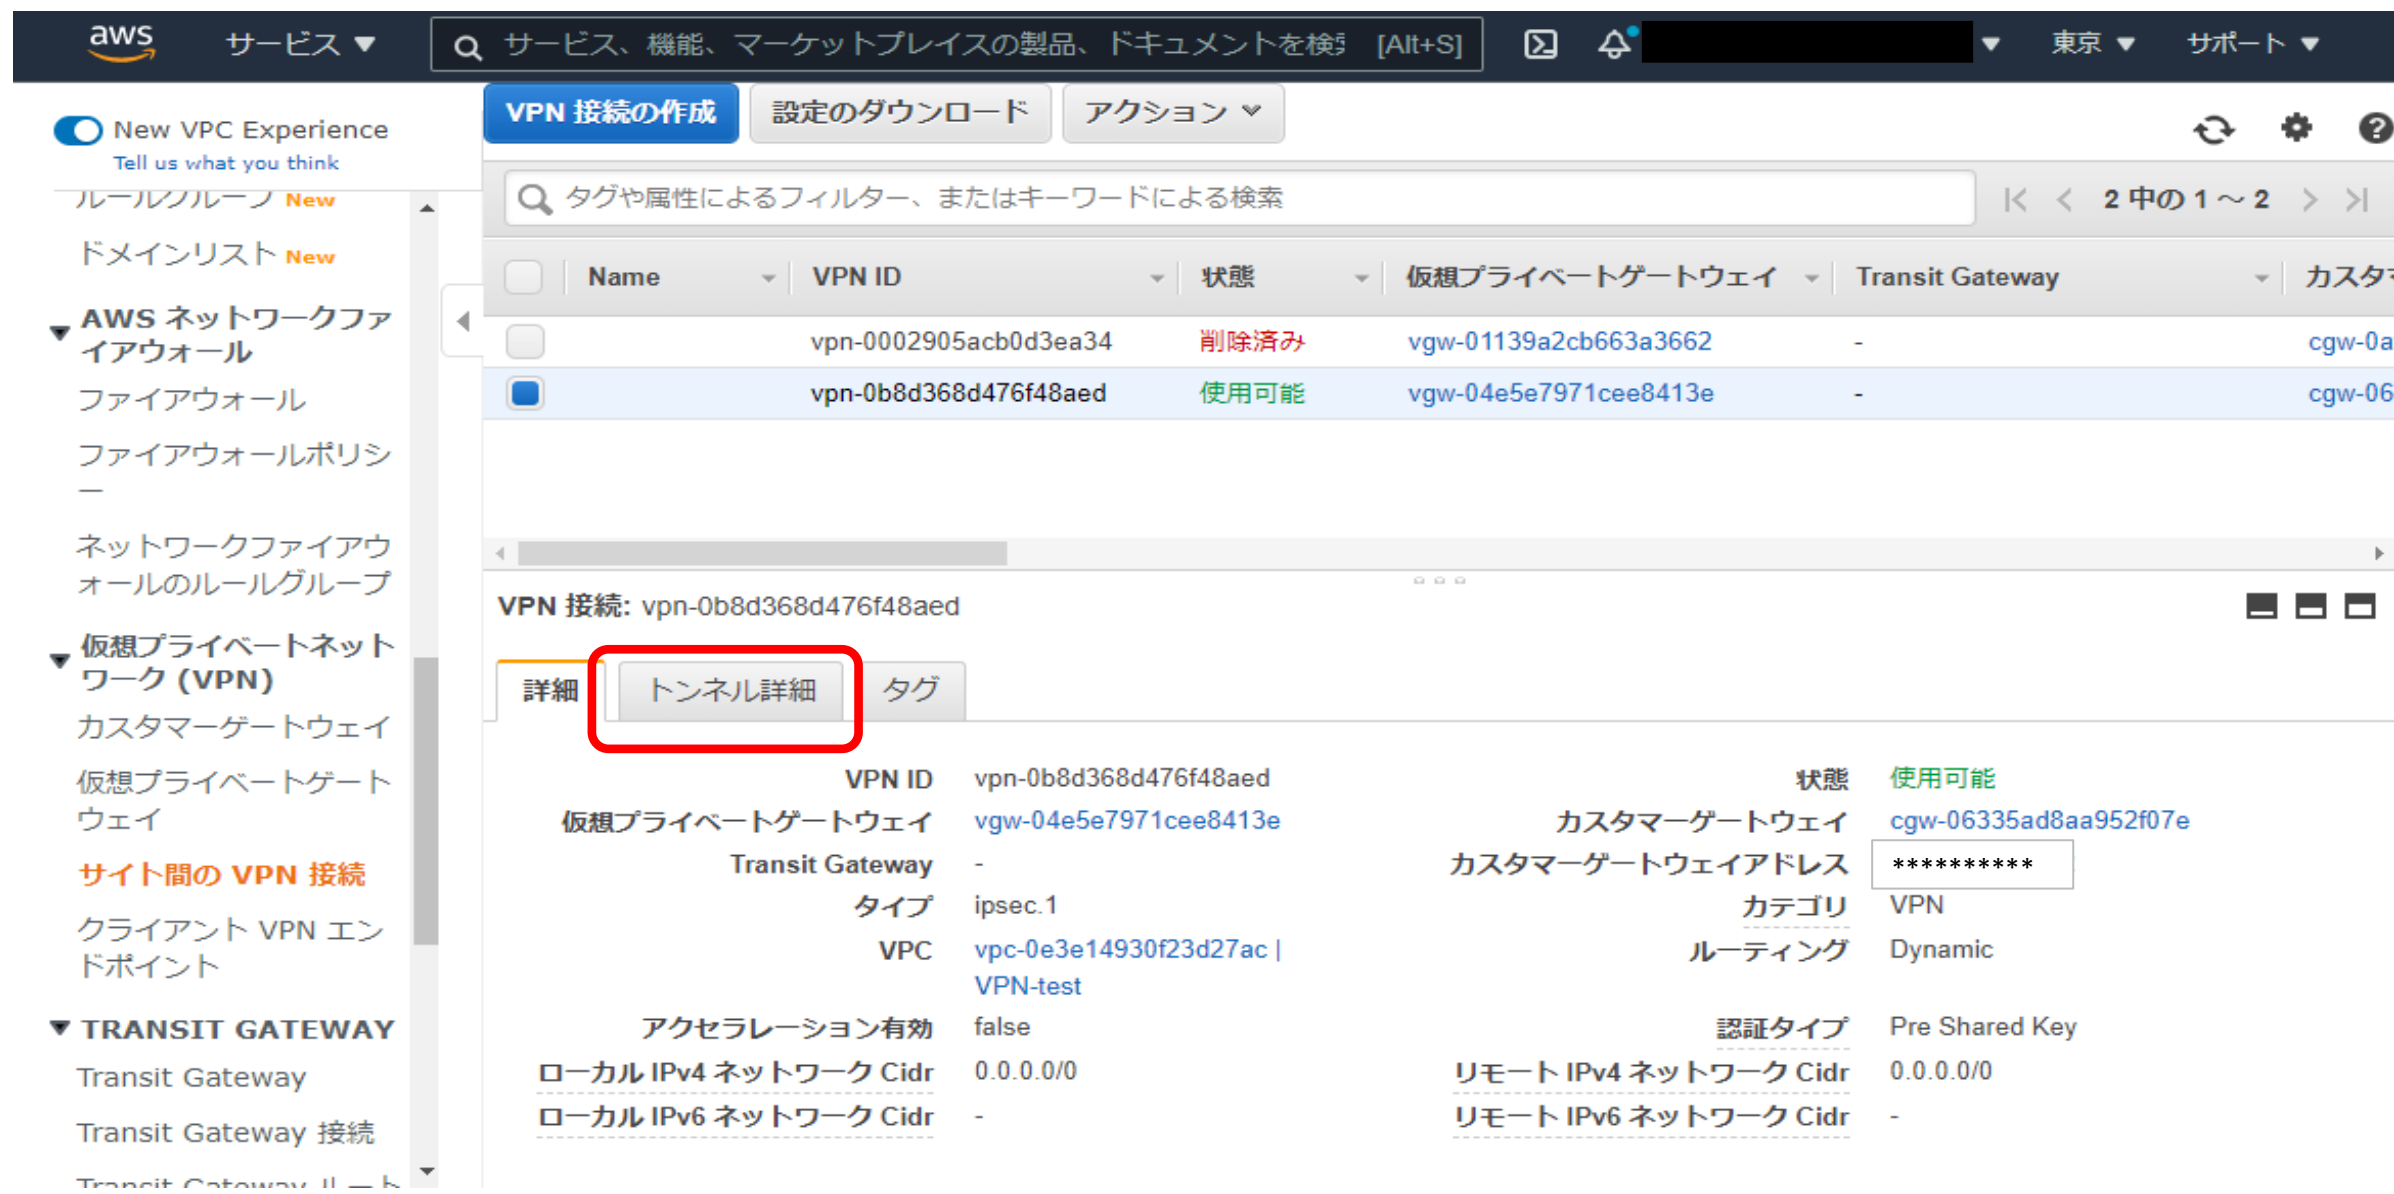 aws サービス ▼ サービス、機能、マーケットプレイスの製品、ドキュメントを検索 [Alt+S] ▼ 東京 ▼ サポート ▼
New VPC Experience
Tell us what you think
ルールグループ New
ドメインリスト New
▼ AWS ネットワークファ
イアウォール
ファイアウォール
ファイアウォールポリシ
ー
ネットワークファイアウ
ォールのルールグループ
▼ 仮想プライベートネット
ワーク (VPN)
カスタマーゲートウェイ
仮想プライベートゲート
ウェイ
サイト間の VPN 接続
クライアント VPN エン
ドポイント
▼ TRANSIT GATEWAY
Transit Gateway
Transit Gateway 接続
Transit Gateway ルート
VPN 接続の作成 設定のダウンロード アクション
タグや属性によるフィルター、またはキーワードによる検索 |< < 2 中の 1 ～ 2 > >|
Name VPN ID 状態 仮想プライベートゲートウェイ Transit Gateway カスタマ
vpn-0002905acb0d3ea34 削除済み vgw-01139a2cb663a3662 - cgw-0a
vpn-0b8d368d476f48aed 使用可能 vgw-04e5e7971cee8413e - cgw-06
VPN 接続: vpn-0b8d368d476f48aed
詳細 トンネル詳細 タグ
VPN ID vpn-0b8d368d476f48aed 状態 使用可能
仮想プライベートゲートウェイ vgw-04e5e7971cee8413e カスタマーゲートウェイ cgw-06335ad8aa952f07e
Transit Gateway - カスタマーゲートウェイアドレス **********
タイプ ipsec.1 カテゴリ VPN
VPC vpc-0e3e14930f23d27ac | ルーティング Dynamic
VPN-test
アクセラレーション有効 false 認証タイプ Pre Shared Key
ローカル IPv4 ネットワーク Cidr 0.0.0.0/0 リモート IPv4 ネットワーク Cidr 0.0.0.0/0
ローカル IPv6 ネットワーク Cidr - リモート IPv6 ネットワーク Cidr -